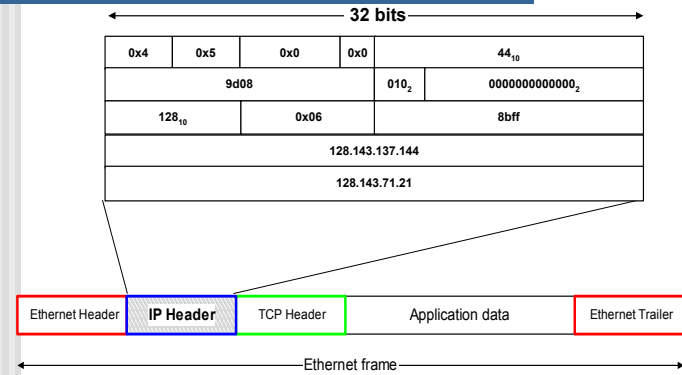 32 bits
0x4 0x5 0x0 0x0 44₁₀
9d08 010₂ 0000000000000₂
128₁₀ 0x06 8bff
128.143.137.144
128.143.71.21
Ethernet Header IP Header TCP Header Application data Ethernet Trailer
Ethernet frame